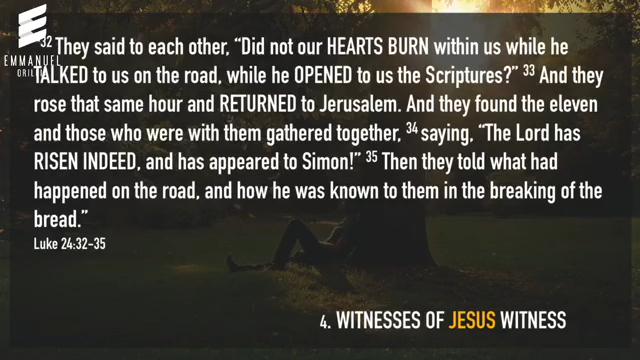 32 They said to each other, “Did not our HEARTS BURN within us while he
EMMANUEL
TALKED to us on the road, while he OPENED to us the Scriptures?” 33 And they
rose that same hour and RETURNED to Jerusalem. And they found the eleven
and those who were with them gathered together, 34 saying, “The Lord has
RISEN INDEED, and has appeared to Simon!” 35 Then they told what had
happened on the road, and how he was known to them in the breaking of the
bread.”
Luke 24:32-35
4. WITNESSES OF JESUS WITNESS